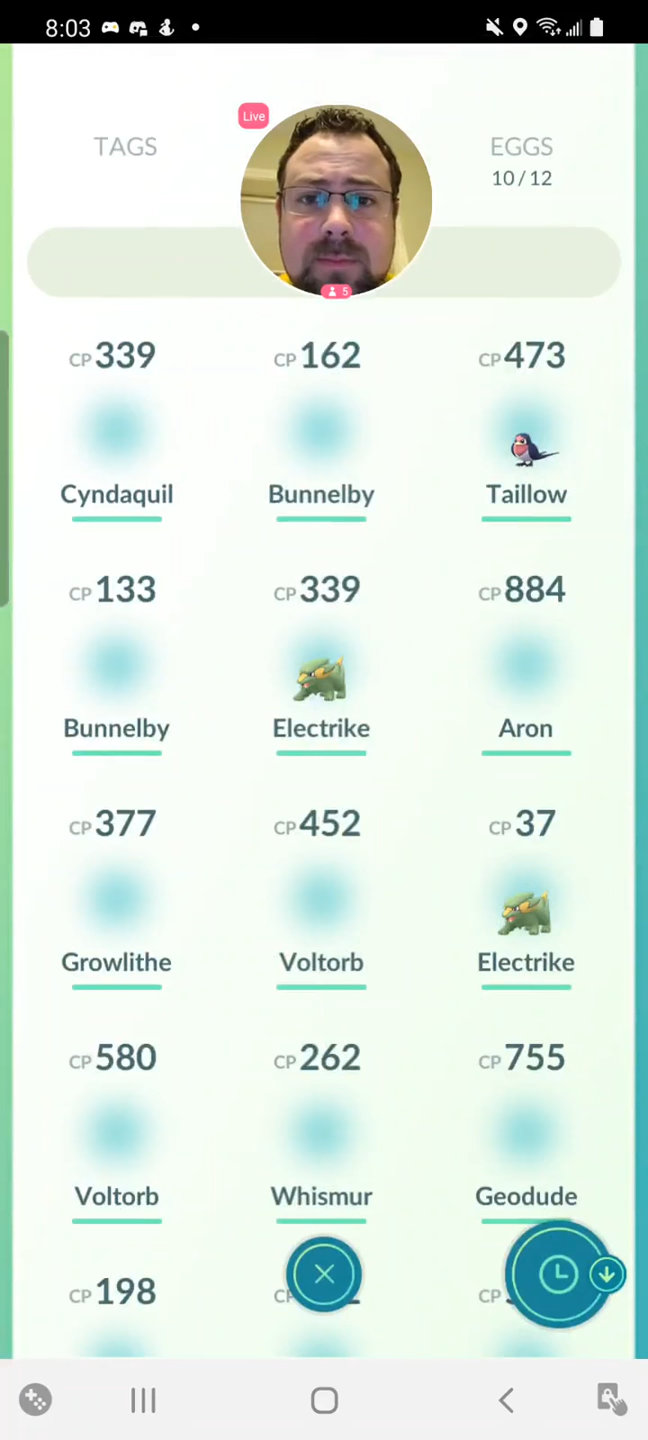 8:03
Live
TAGS
EGGS
10 / 12
5
CP 339 CP 162 CP 473
Cyndaquil Bunnelby Taillow
CP 133 CP 339 CP 884
Bunnelby Electrike Aron
CP 377 CP 452 CP 37
Growlithe Voltorb Electrike
CP 580 CP 262 CP 755
Voltorb Whismur Geodude
CP 198 CP CP